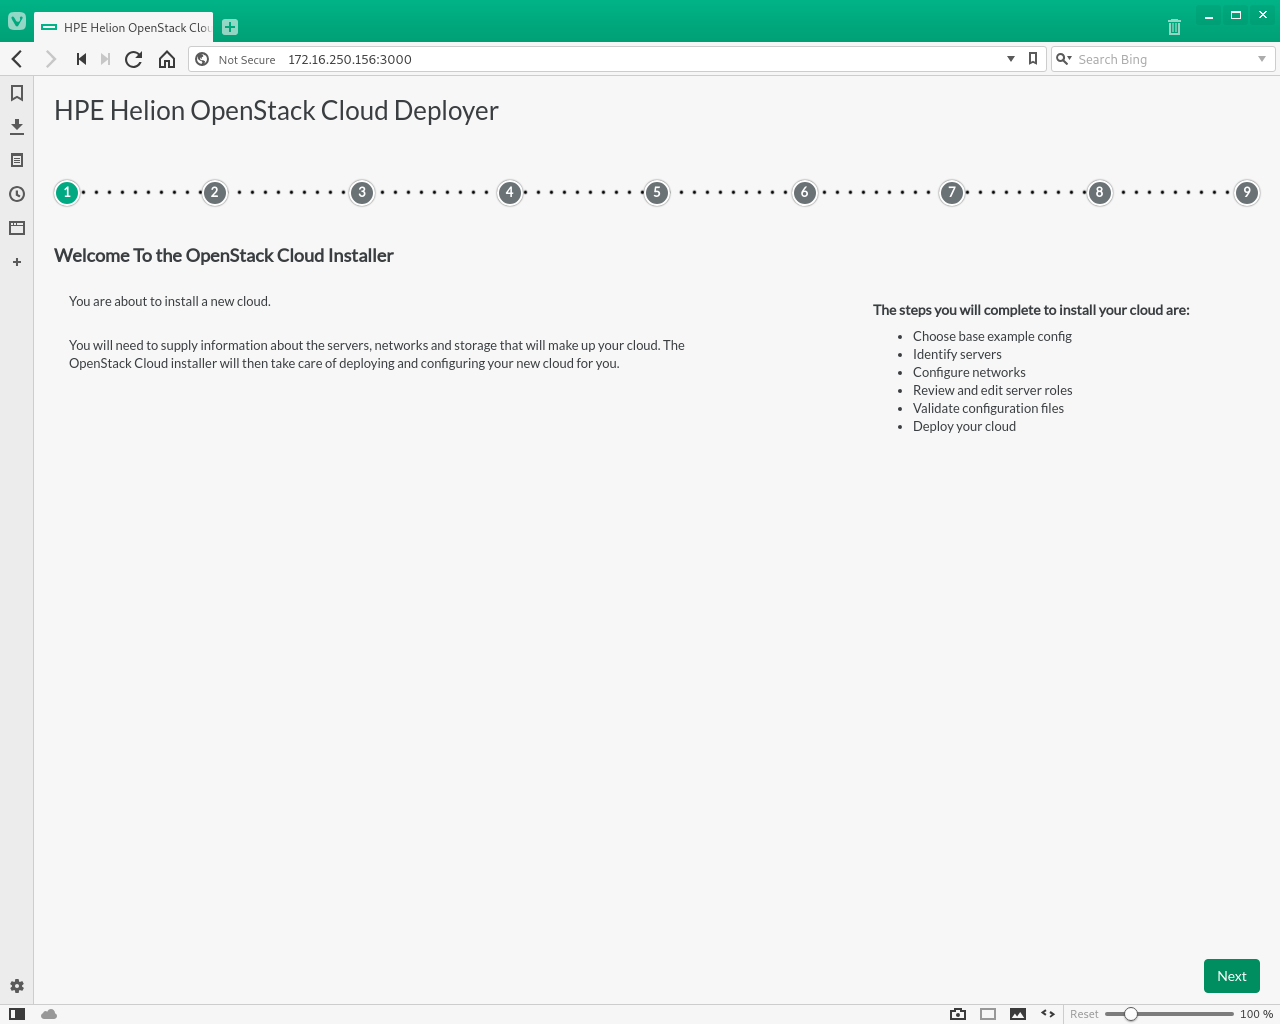 HPE Helion OpenStack Clou
Not Secure 172.16.250.156:3000
Search Bing
HPE Helion OpenStack Cloud Deployer
1 2 3 4 5 6 7 8 9
Welcome To the OpenStack Cloud Installer
You are about to install a new cloud.
You will need to supply information about the servers, networks and storage that will make up your cloud. The
OpenStack Cloud installer will then take care of deploying and configuring your new cloud for you.
The steps you will complete to install your cloud are:
• Choose base example config
• Identify servers
• Configure networks
• Review and edit server roles
• Validate configuration files
• Deploy your cloud
Next
Reset 100 %